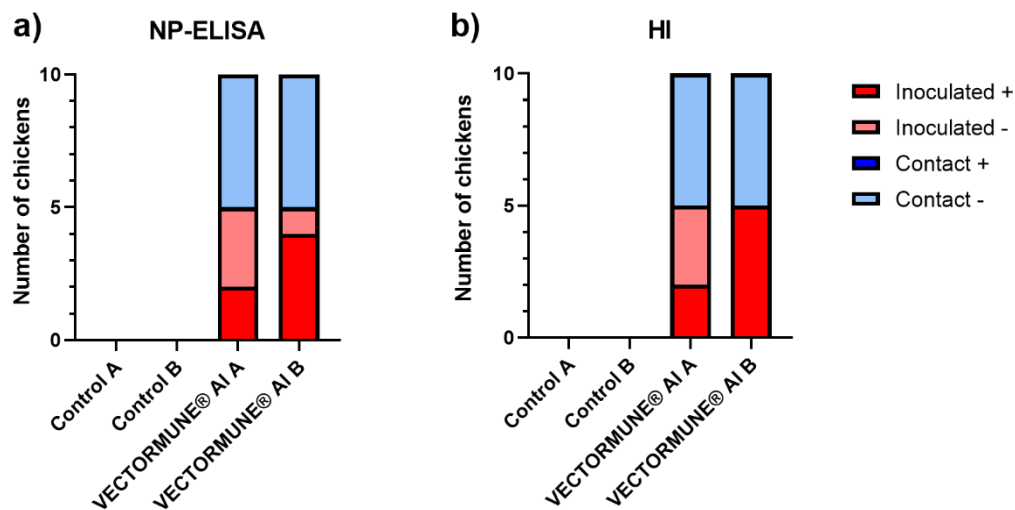 a)
NP-ELISA
Number of chickens
10
5
0
Control A
Control B
VECTORMUNE® AI A
VECTORMUNE® AI B
b)
HI
Number of chickens
10
5
0
Control A
Control B
VECTORMUNE® AI A
VECTORMUNE® AI B
Inoculated +
Inoculated -
Contact +
Contact -